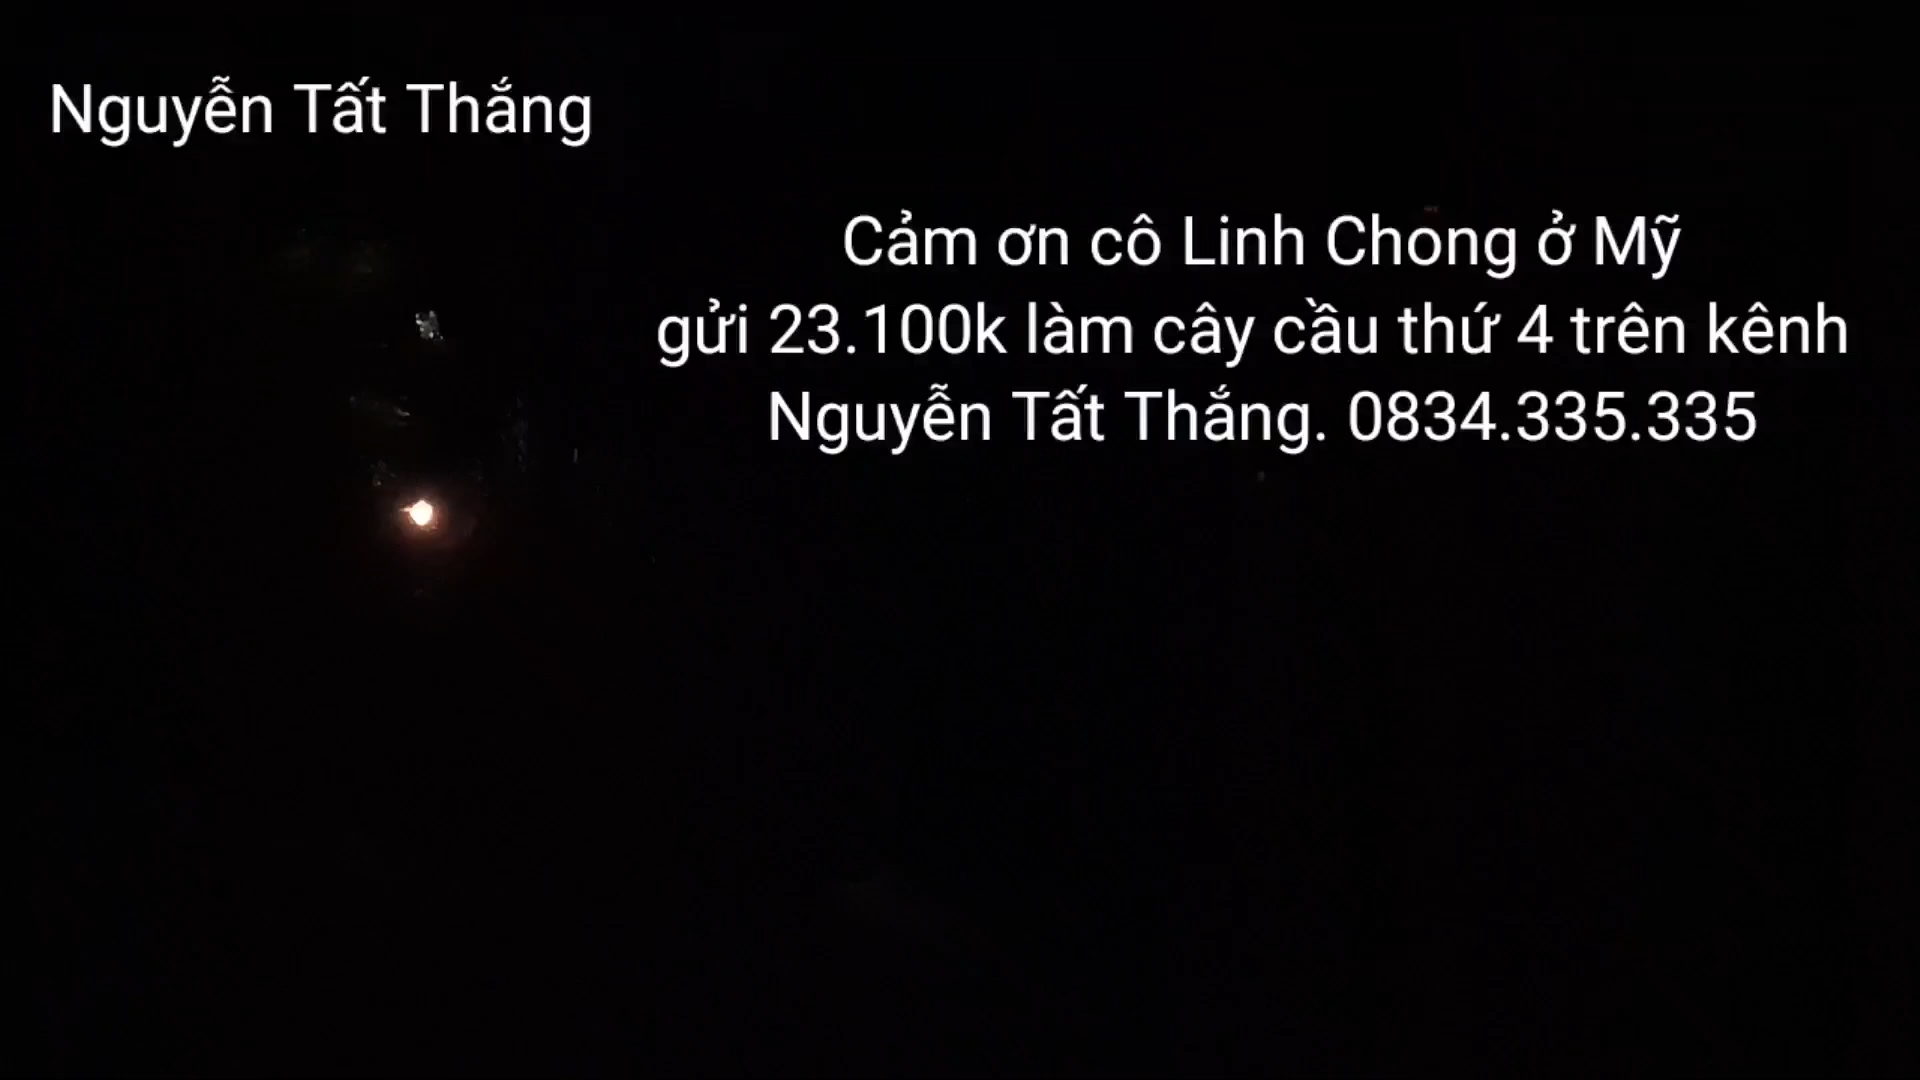 Nguyễn Tất Thắng
Cảm ơn cô Linh Chong ở Mỹ
gửi 23.100k làm cây cầu thứ 4 trên kênh
Nguyễn Tất Thắng. 0834.335.335